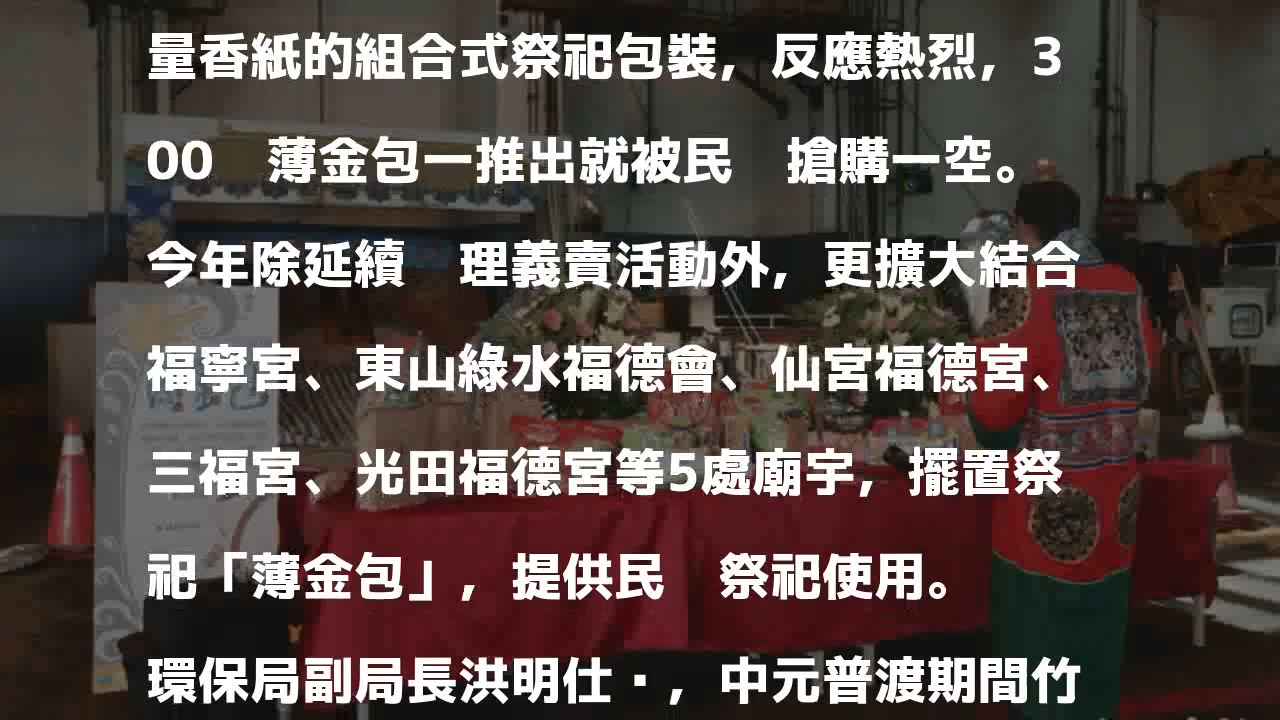 量香紙的組合式祭祀包裝，反應熱烈，3
00　薄金包一推出就被民　搶購一空。
今年除延續　理義賣活動外，更擴大結合
福寧宮、東山綠水福德會、仙宮福德宮、
三福宮、光田福德宮等5處廟宇，擺置祭
祀「薄金包」，提供民　祭祀使用。
環保局副局長洪明仕·，中元普渡期間竹